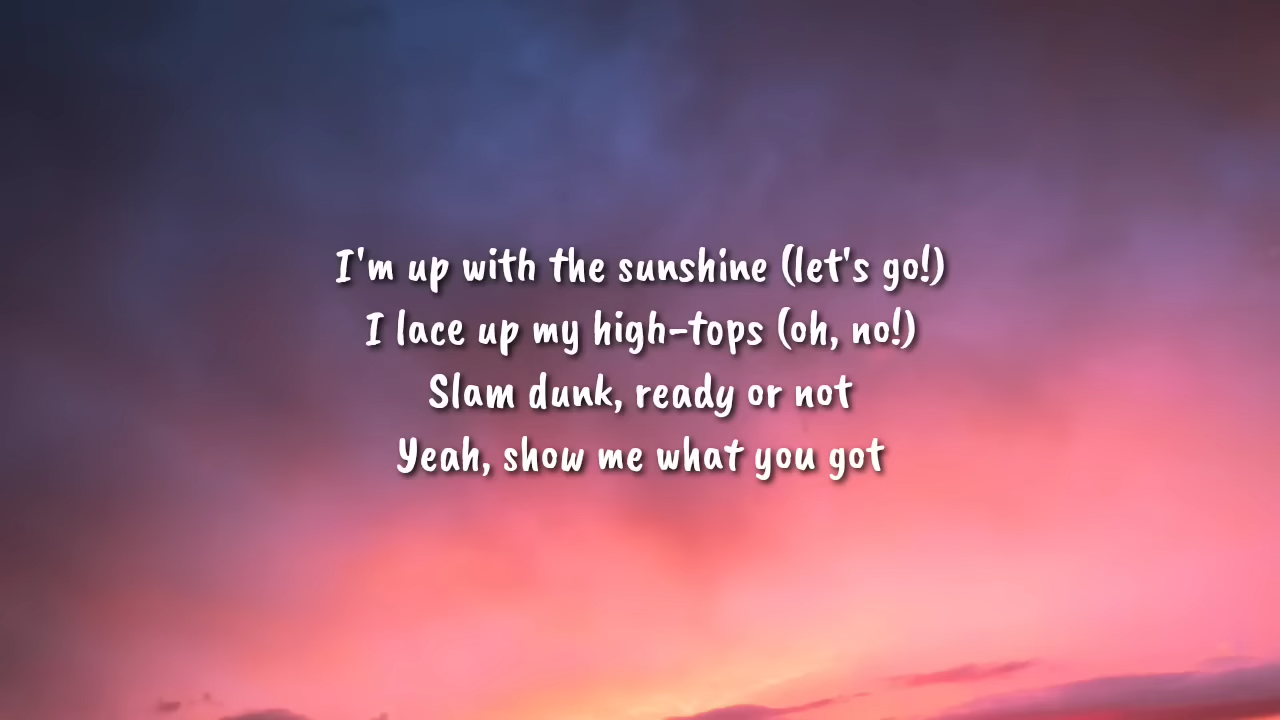 I'm up with the sunshine (let's go!)
I lace up my high-tops (oh, no!)
Slam dunk, ready or not
Yeah, show me what you got